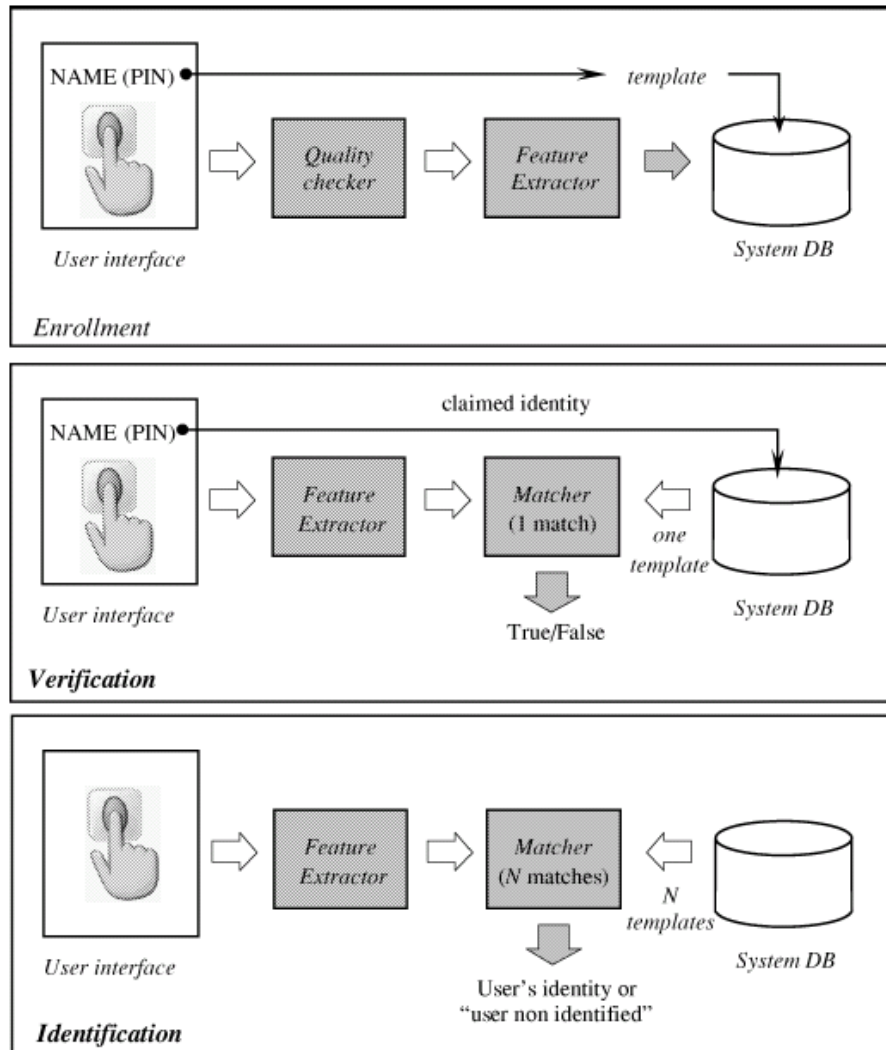 NAME (PIN)
template
Quality
checker
Feature
Extractor
User interface
System DB
Enrollment
claimed identity
NAME (PIN)
Feature
Extractor
Matcher
(1 match)
one
template
User interface
System DB
True/False
Verification
Feature
Extractor
Matcher
(N matches)
N
templates
User interface
System DB
User's identity or
“user non identified”
Identification